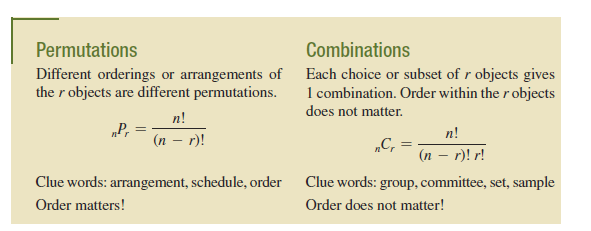 Permutations
Different orderings or arrangements of
the r objects are different permutations.
nPr = n! / (n − r)!
Clue words: arrangement, schedule, order
Order matters!
Combinations
Each choice or subset of r objects gives
1 combination. Order within the r objects
does not matter.
nCr = n! / (n − r)! r!
Clue words: group, committee, set, sample
Order does not matter!